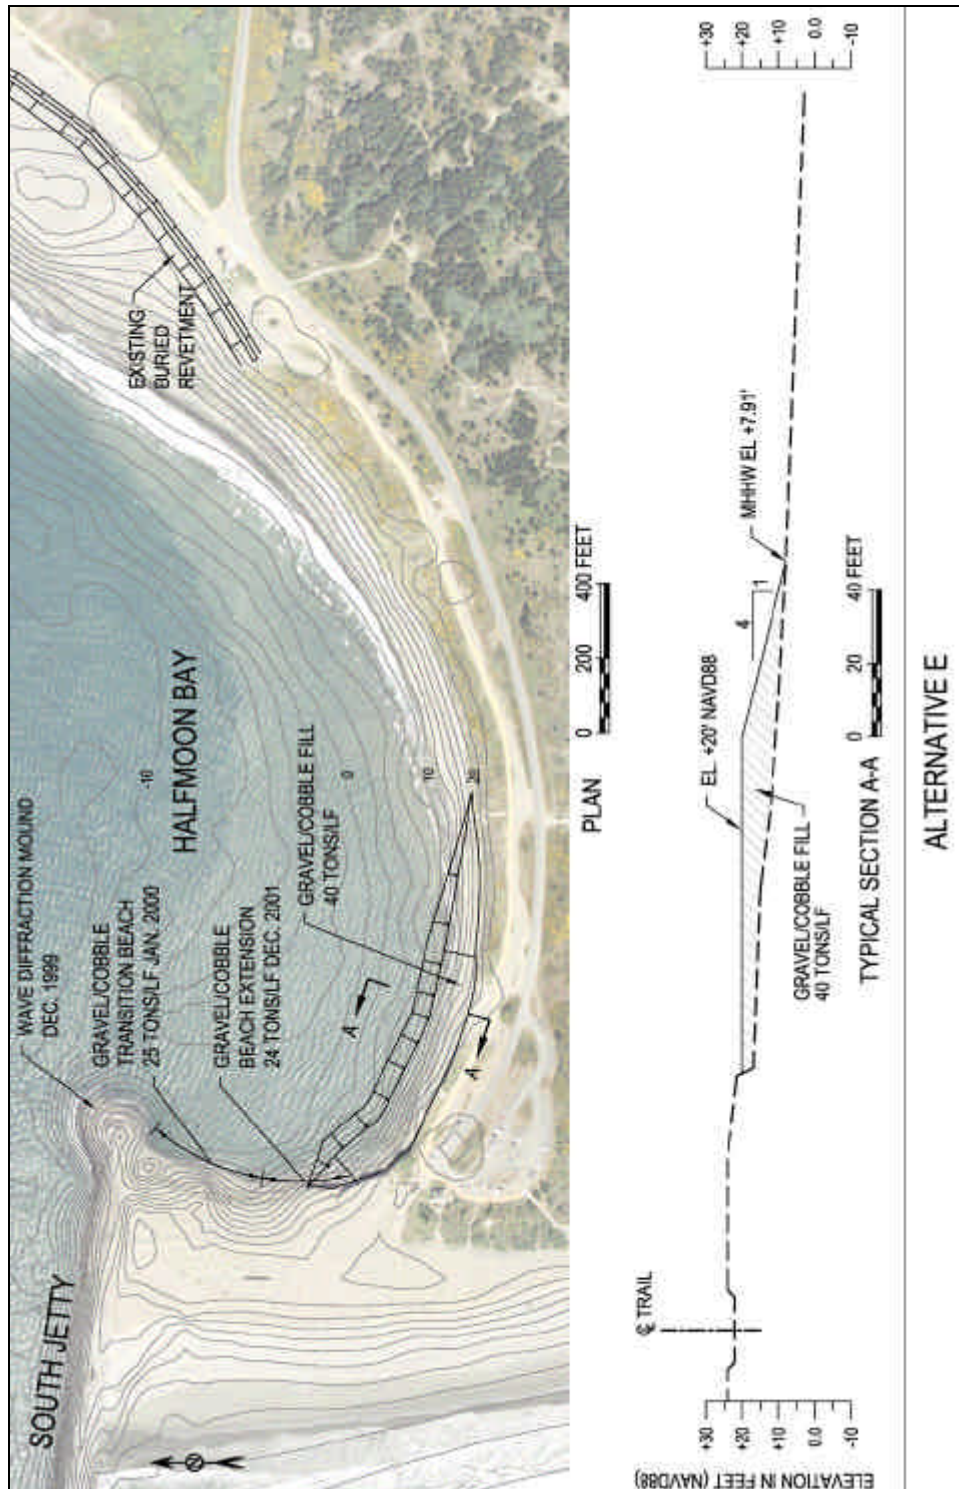 SOUTH JETTY
WAVE DIFFRACTION MOUND
DEC. 1999
GRAVEL/COBBLE
TRANSITION BEACH
25 TONS/LF JAN. 2000
GRAVEL/COBBLE
BEACH EXTENSION
24 TONS/LF DEC. 2001
HALFMOON BAY
GRAVEL/COBBLE FILL
40 TONS/LF
EXISTING
BURIED
REVETMENT
-10
0
10
20
A
A
N
PLAN
0 200 400 FEET
ELEVATION IN FEET (NAVD88)
+30
+20
+10
0.0
-10
℄ TRAIL
EL. +20' NAVD88
4
1
MHHW EL +7.91'
GRAVEL/COBBLE FILL
40 TONS/LF
+30
+20
+10
0.0
-10
0 20 40 FEET
TYPICAL SECTION A-A
ALTERNATIVE E